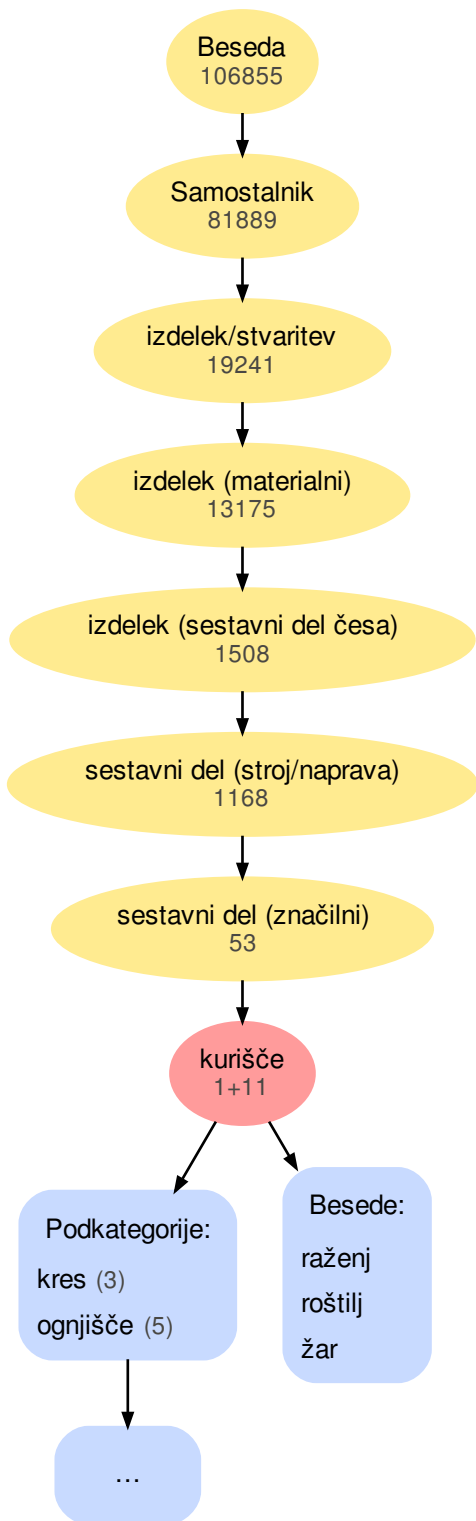 Beseda
106855
Samostalnik
81889
izdelek/stvaritev
19241
izdelek (materialni)
13175
izdelek (sestavni del česa)
1508
sestavni del (stroj/naprava)
1168
sestavni del (značilni)
53
kurišče
1+11
Podkategorije:
kres (3)
ognjišče (5)
Besede:
raženj
roštilj
žar
...